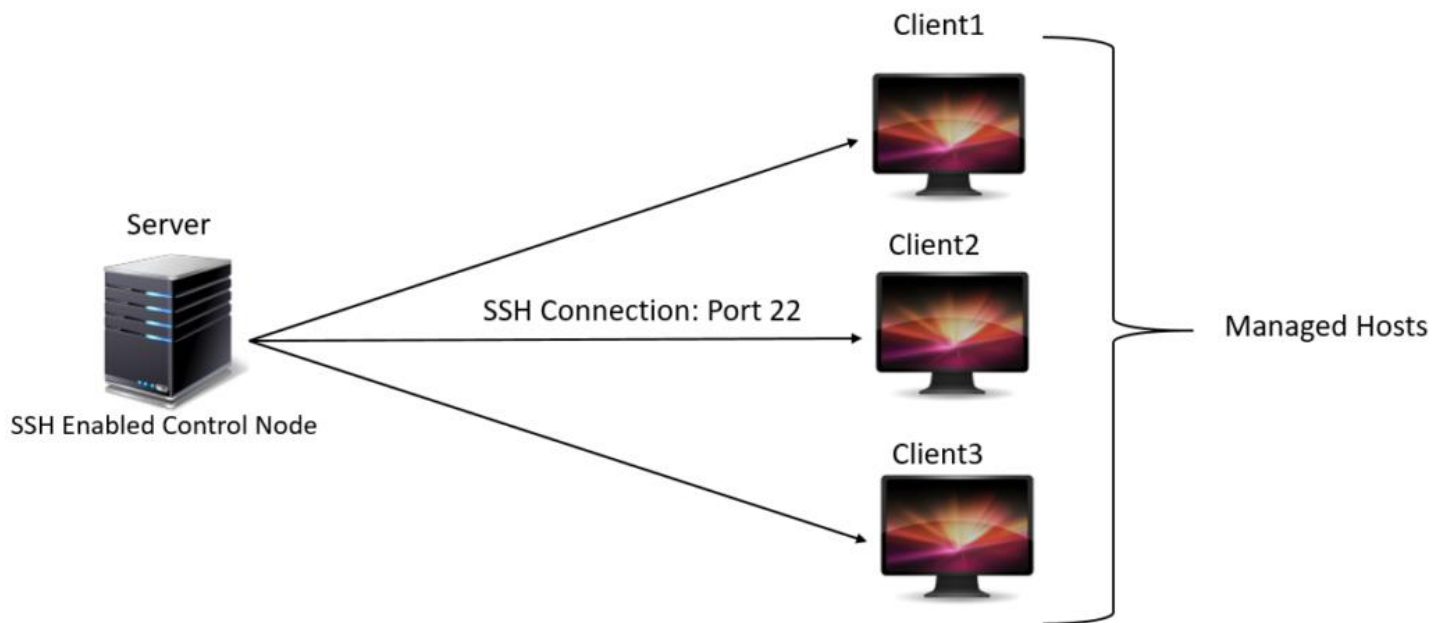 Client1
Server
Client2
SSH Connection: Port 22
Managed Hosts
SSH Enabled Control Node
Client3